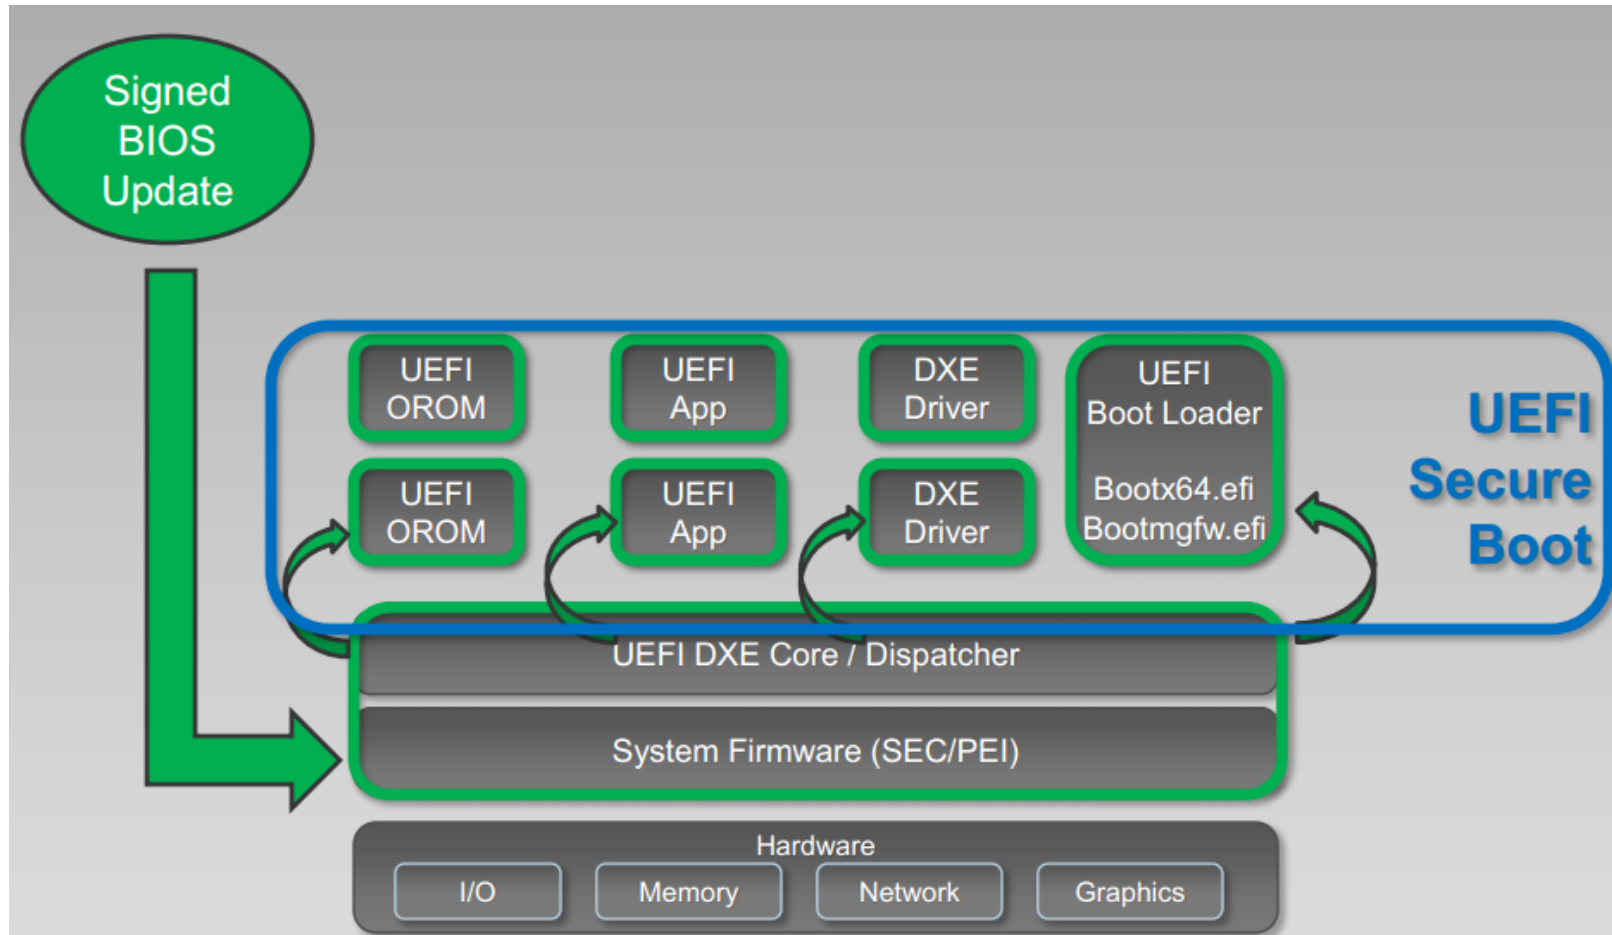 Signed
BIOS
Update
UEFI
OROM
UEFI
App
DXE
Driver
UEFI
Boot Loader
Bootx64.efi
Bootmgfw.efi
UEFI
OROM
UEFI
App
DXE
Driver
UEFI
Secure
Boot
UEFI DXE Core / Dispatcher
System Firmware (SEC/PEI)
Hardware
I/O
Memory
Network
Graphics